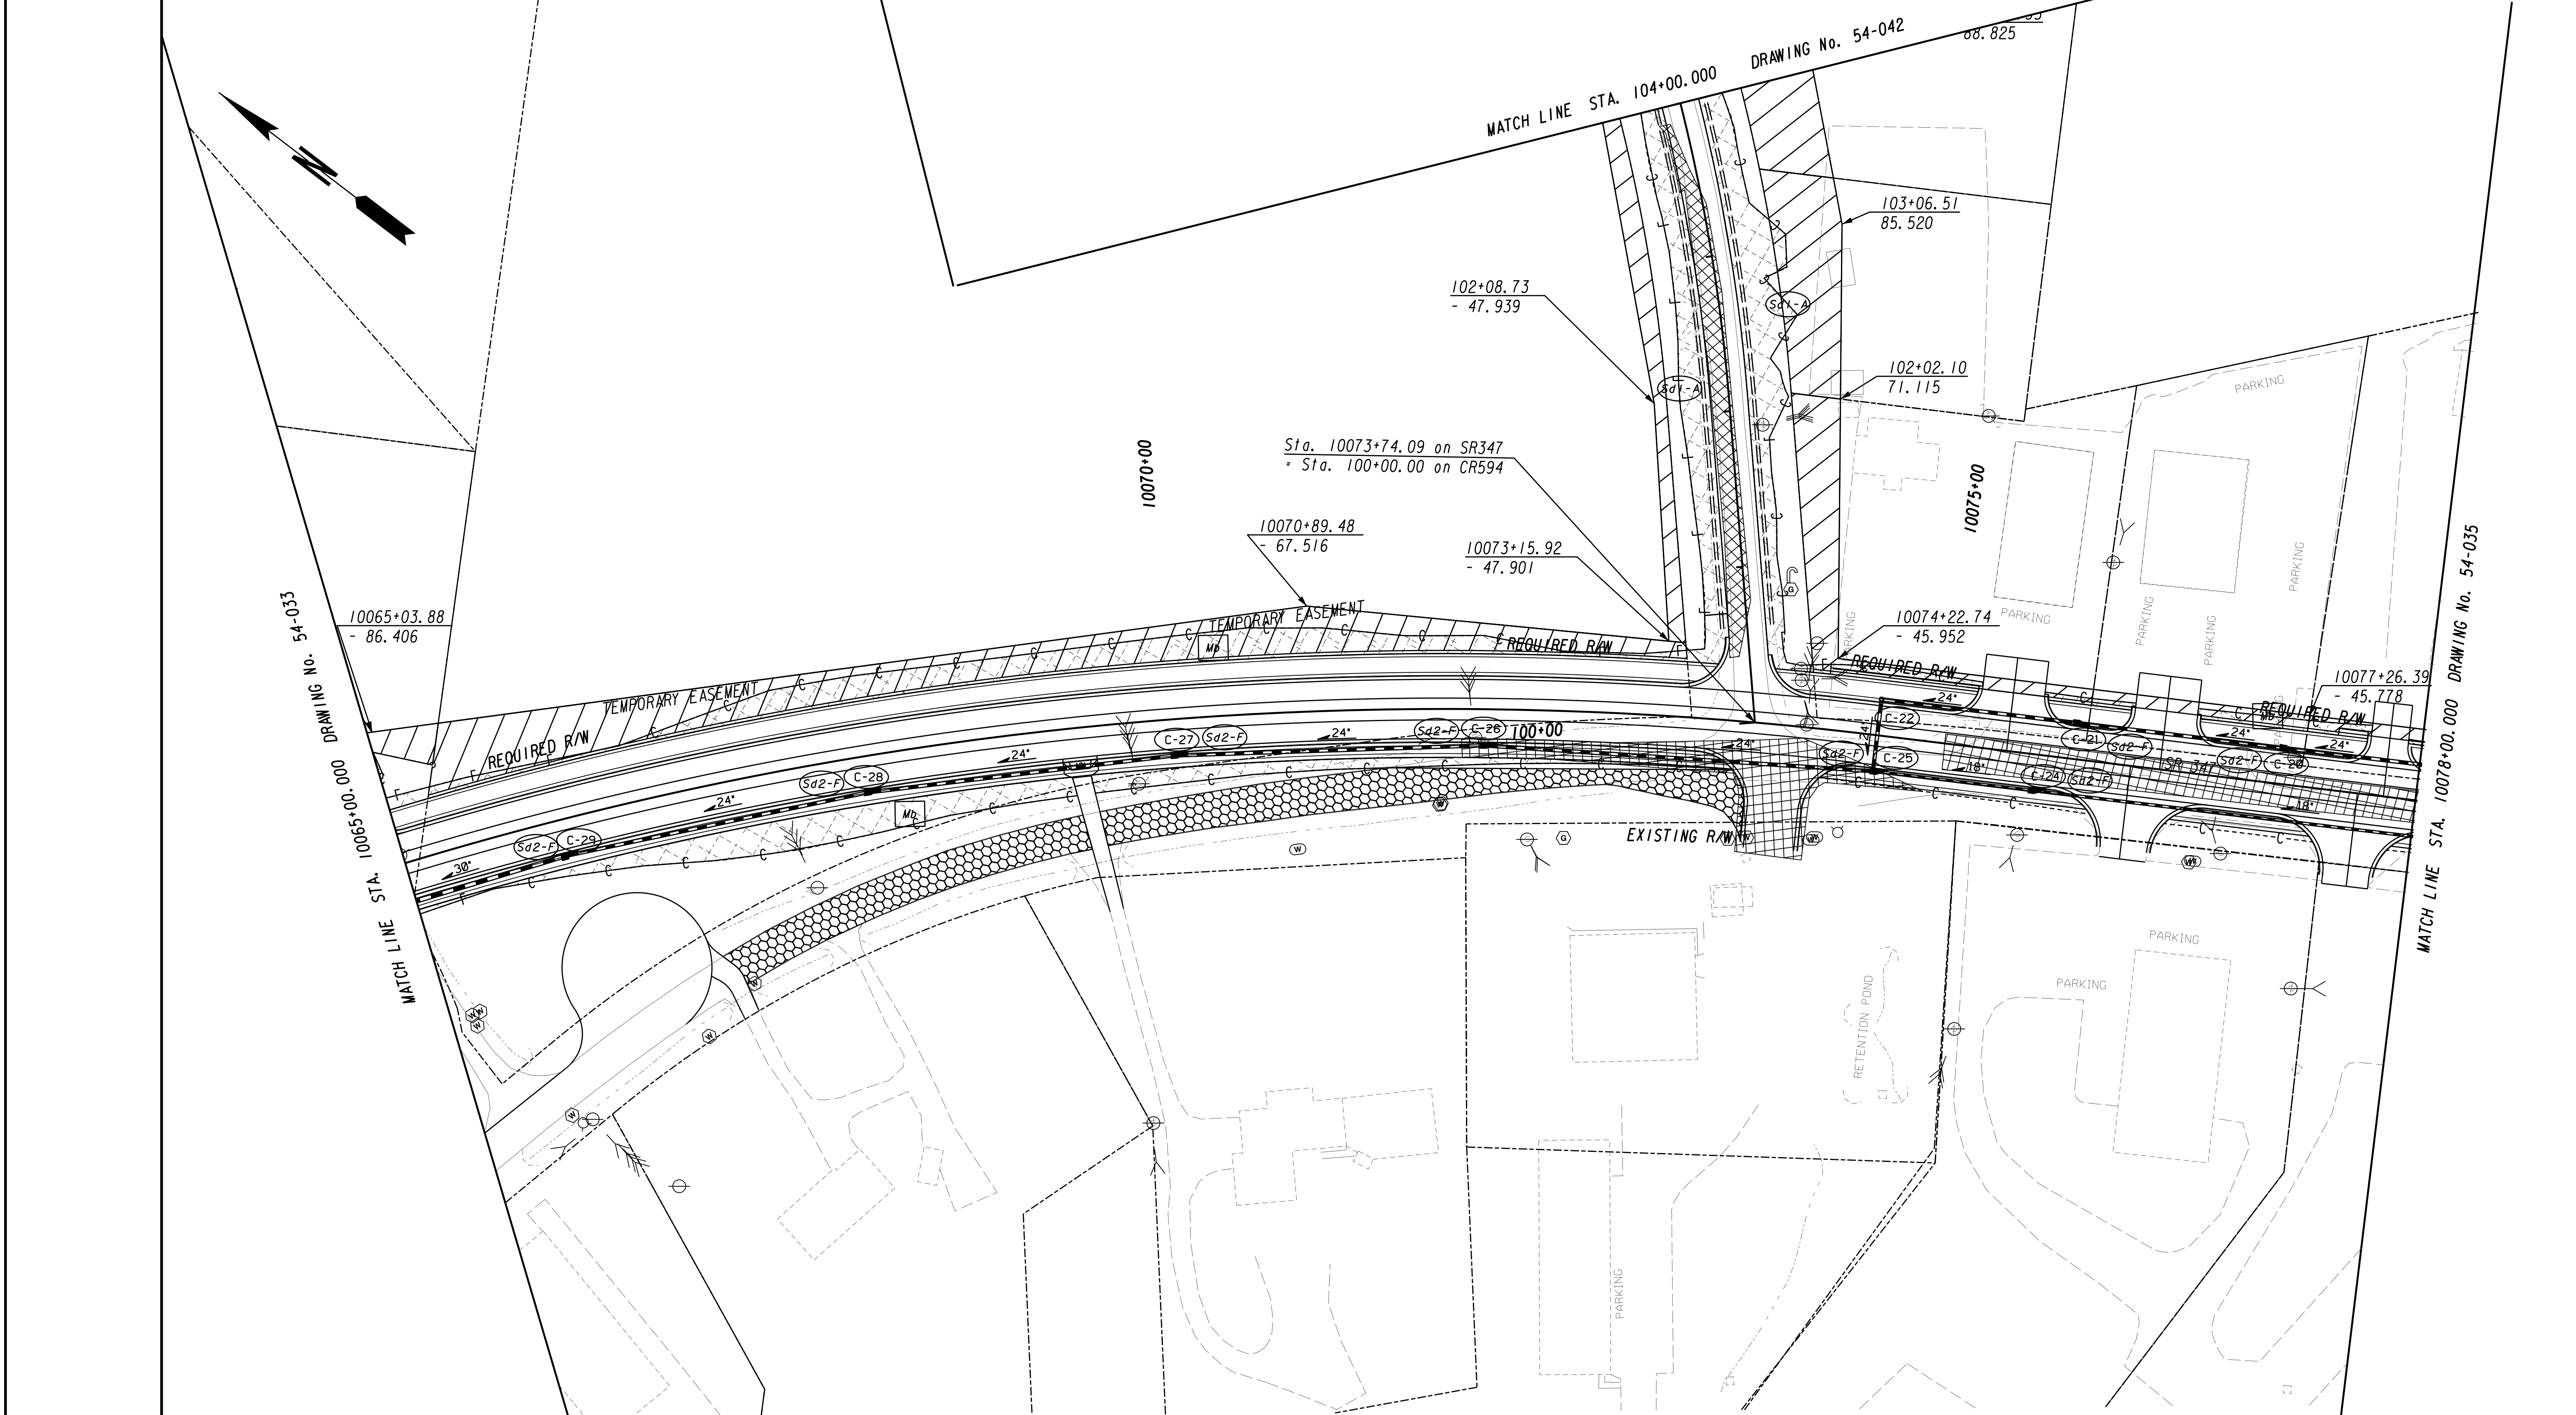 DRAWING No. 54-042
MATCH LINE STA. 104+00.000
68.825
103+06.51
85.520
102+08.73
- 47.939
Sd1-A
102+02.10
71.115
Sd1-A
PARKING
Sta. 10073+74.09 on SR347
= Sta. 100+00.00 on CR594
10070+00
10075+00
10070+89.48
- 67.516
10073+15.92
- 47.901
10074+22.74
- 45.952
10065+03.88
- 86.406
10077+26.39
- 45.778
MATCH LINE STA. 10065+00.000 DRAWING No. 54-033
MATCH LINE STA. 10078+00.000 DRAWING No. 54-035
TEMPORARY EASEMENT
TEMPORARY EASEMENT
REQUIRED R/W
REQUIRED R/W
REQUIRED R/W
REQUIRED R/W
PARKING
PARKING
PARKING
PARKING
PARKING
PARKING
MD
MD
MD
C-22
C-21
Sd2-F
Sd2-F
C-20
C-27
Sd2-F
Sd2-F
C-26
100+00
Sd2-F
C-25
C-24
Sd2-F
SR 347
Sd2-F
C-28
Sd2-F
C-29
24"
24"
24"
24"
24"
24"
24"
24"
18"
18"
30"
EXISTING R/W
G
G
W
W
W
W
W
W
W
N
RETENTION POND
PARKING
PARKING
PARKING